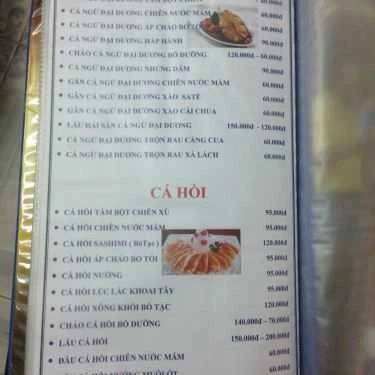 CÁ NGỪ ĐẠI DƯƠNG CHIÊN NƯỚC MẮM 60.000đ
CÁ NGỪ ĐẠI DƯƠNG ÁP CHẢO BƠ 60.000đ
CÁ NGỪ ĐẠI DƯƠNG HẤP HÀNH 90.000đ
CHÁO CÁ NGỪ ĐẠI DƯƠNG BỒ DƯỠNG 120.000đ – 60.000đ
CÁ NGỪ ĐẠI DƯƠNG NHÚNG DẤM 90.000đ
GÂN CÁ NGỪ ĐẠI DƯƠNG CHIÊN NƯỚC MẮM 60.000đ
GÂN CÁ NGỪ ĐẠI DƯƠNG XÀO SATẾ 60.000đ
GÂN CÁ NGỪ ĐẠI DƯƠNG XÀO CẢI CHUA 60.000đ
LẨU HẢI SẢN CÁ NGỪ ĐẠI DƯƠNG 150.000đ – 120.000đ
CÁ NGỪ ĐẠI DƯƠNG TRỘN RAU CÀNG CUA 60.000đ
CÁ NGỪ ĐẠI DƯƠNG TRỘN RAU XÀ LÁCH 60.000đ
CÁ HỒI
CÁ HỒI TẨM BỘT CHIÊN XÙ 95.000đ
CÁ HỒI CHIÊN NƯỚC MẮM 95.000đ
CÁ HỒI SASHIMI ( BôTạc ) 120.000đ
CÁ HỒI ÁP CHẢO BƠ TỎI 95.000đ
CÁ HỒI NƯỚNG 95.000đ
CÁ HỒI LÚC LẮC KHOAI TÂY 95.000đ
CÁ HỒI XÔNG KHÓI BÔ TẠC 120.000đ
CHÁO CÁ HỒI BỒ DƯỠNG 140.000đ – 70.000đ
LẨU CÁ HỒI 150.000đ – 200.000đ
ĐẦU CÁ HỒI CHIÊN NƯỚC MẮM 60.000đ